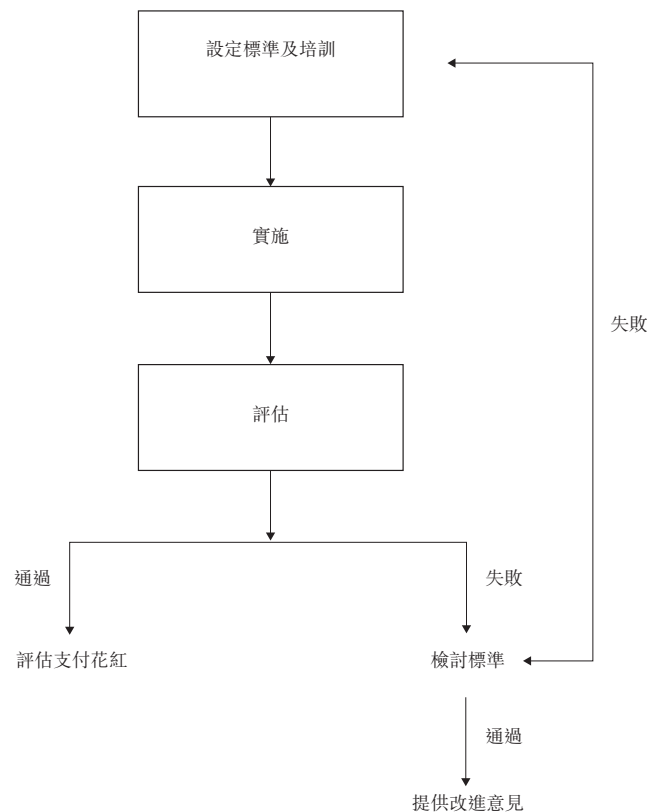 設定標準及培訓
實施
失敗
評估
通過
失敗
評估支付花紅
檢討標準
通過
提供改進意見